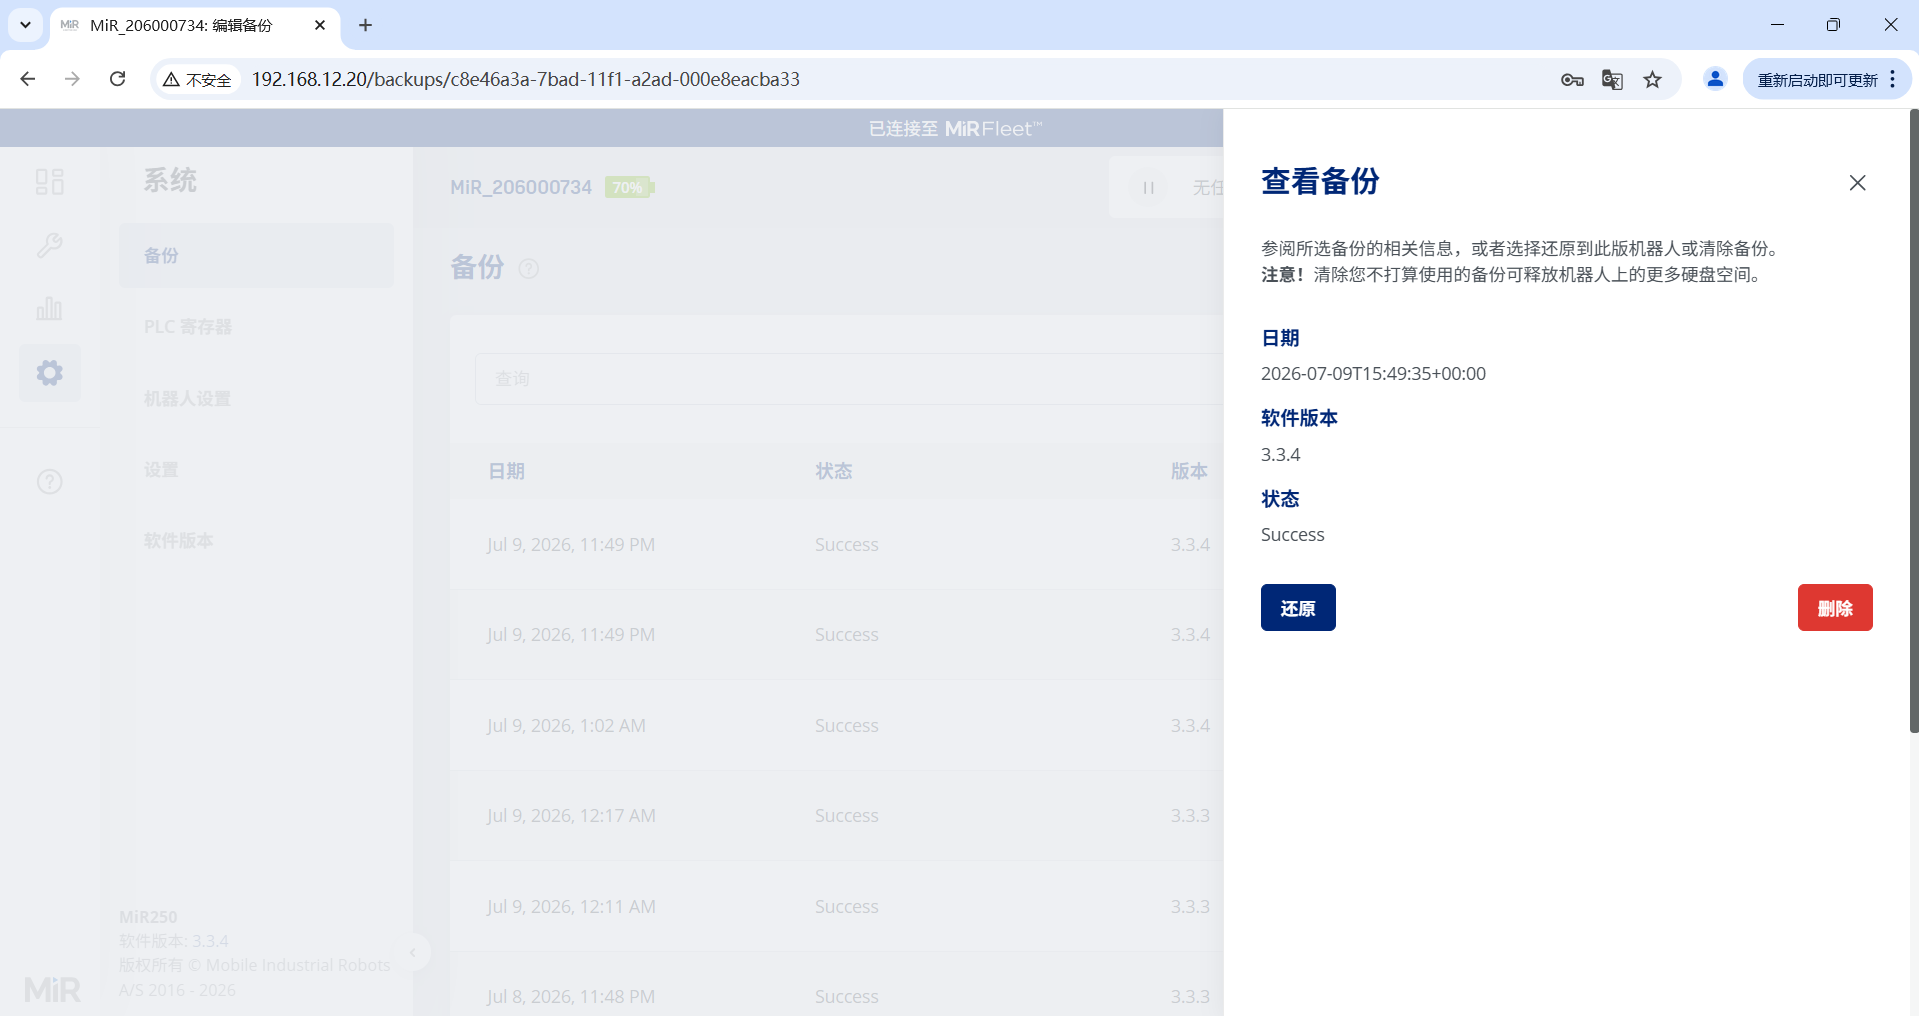 MiR MiR_206000734: 编辑备份
不安全 192.168.12.20/backups/c8e46a3a-7bad-11f1-a2ad-000e8eacba33 重新启动即可更新
已连接至 MiR Fleet™
系统
备份
PLC 寄存器
机器人设置
设置
软件版本
MiR250
软件版本: 3.3.4
版权所有 © Mobile Industrial Robots
A/S 2016 - 2026
MiR
MiR_206000734 70% 无任
备份
查询
日期 状态 版本
Jul 9, 2026, 11:49 PM Success 3.3.4
Jul 9, 2026, 11:49 PM Success 3.3.4
Jul 9, 2026, 1:02 AM Success 3.3.4
Jul 9, 2026, 12:17 AM Success 3.3.3
Jul 9, 2026, 12:11 AM Success 3.3.3
Jul 8, 2026, 11:48 PM Success 3.3.3
查看备份
参阅所选备份的相关信息，或者选择还原到此版机器人或清除备份。
注意！清除您不打算使用的备份可释放机器人上的更多硬盘空间。
日期
2026-07-09T15:49:35+00:00
软件版本
3.3.4
状态
Success
还原 删除